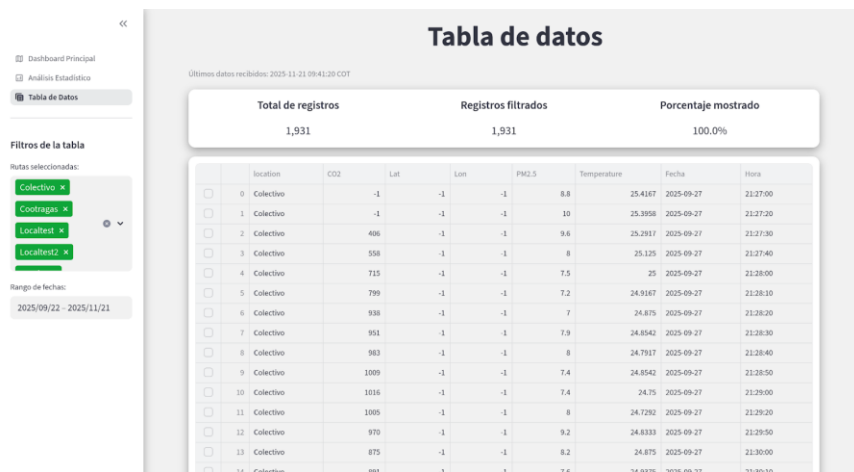 Dashboard Principal
Análisis Estadístico
Tabla de Datos
Filtros de la tabla
Rutas seleccionadas:
Colectivo ×
Cootragas ×
Localtest ×
Localtest2 ×
Rango de fechas:
2025/09/22 – 2025/11/21
Tabla de datos
Últimos datos recibidos: 2025-11-21 09:41:20 COT
Total de registros Registros filtrados Porcentaje mostrado
1,931 1,931 100.0%
location CO2 Lat Lon PM2.5 Temperature Fecha Hora
0 Colectivo -1 -1 -1 8.8 25.4167 2025-09-27 21:27:00
1 Colectivo -1 -1 -1 10 25.3958 2025-09-27 21:27:20
2 Colectivo 406 -1 -1 9.6 25.2917 2025-09-27 21:27:30
3 Colectivo 558 -1 -1 8 25.125 2025-09-27 21:27:40
4 Colectivo 715 -1 -1 7.5 25 2025-09-27 21:28:00
5 Colectivo 799 -1 -1 7.2 24.9167 2025-09-27 21:28:10
6 Colectivo 938 -1 -1 7 24.875 2025-09-27 21:28:20
7 Colectivo 951 -1 -1 7.9 24.8542 2025-09-27 21:28:30
8 Colectivo 983 -1 -1 8 24.7917 2025-09-27 21:28:40
9 Colectivo 1009 -1 -1 7.4 24.8542 2025-09-27 21:28:50
10 Colectivo 1016 -1 -1 7.4 24.75 2025-09-27 21:29:00
11 Colectivo 1005 -1 -1 8 24.7292 2025-09-27 21:29:20
12 Colectivo 970 -1 -1 9.2 24.8333 2025-09-27 21:29:50
13 Colectivo 875 -1 -1 8.2 24.875 2025-09-27 21:30:00